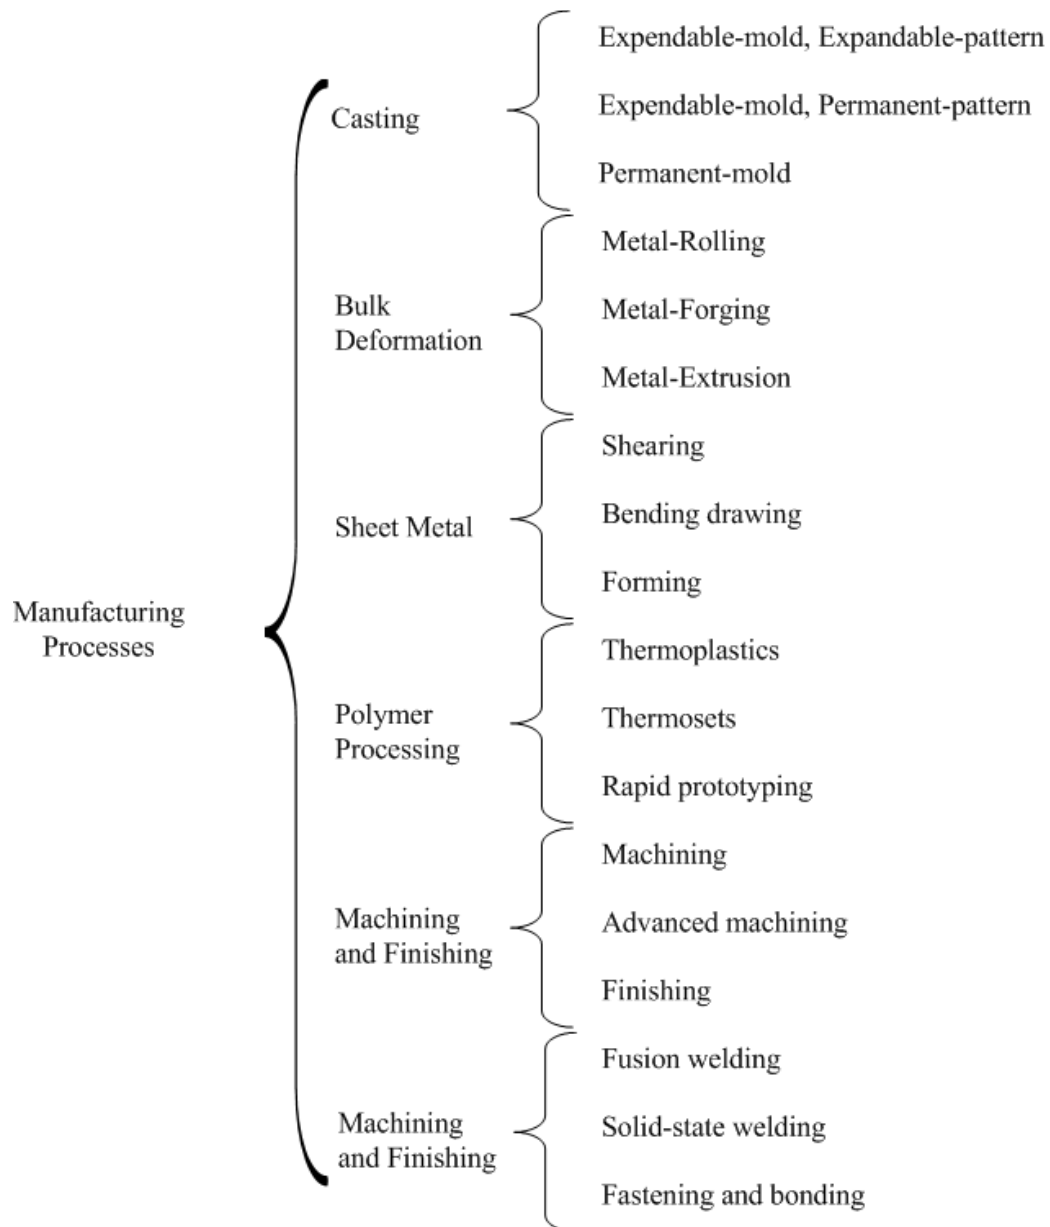 Manufacturing
Processes
Casting
Expendable-mold, Expandable-pattern
Expendable-mold, Permanent-pattern
Permanent-mold
Bulk
Deformation
Metal-Rolling
Metal-Forging
Metal-Extrusion
Sheet Metal
Shearing
Bending drawing
Forming
Polymer
Processing
Thermoplastics
Thermosets
Rapid prototyping
Machining
and Finishing
Machining
Advanced machining
Finishing
Machining
and Finishing
Fusion welding
Solid-state welding
Fastening and bonding